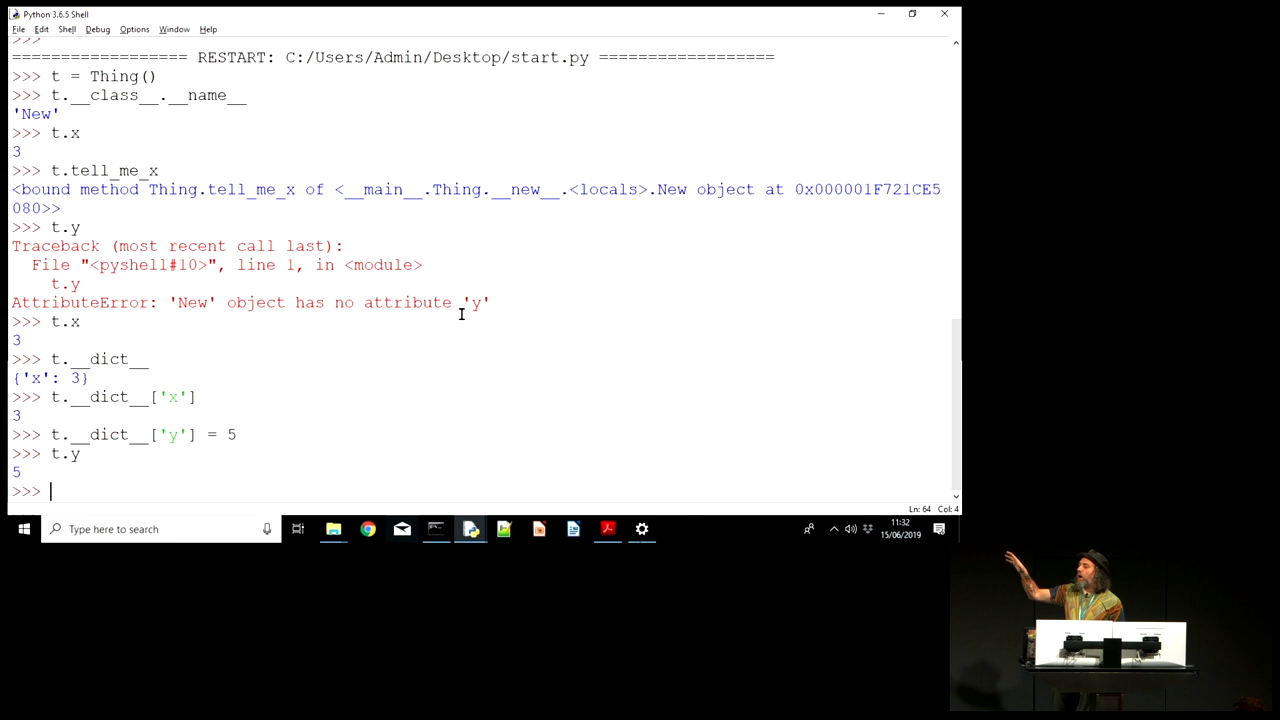 Python 3.6.5 Shell
File Edit Shell Debug Options Window Help
>>>
================= RESTART: C:/Users/Admin/Desktop/start.py =================
>>> t = Thing()
>>> t.__class__.__name__
'New'
>>> t.x
3
>>> t.tell_me_x
<bound method Thing.tell_me_x of <__main__.Thing.__new__.<locals>.New object at 0x000001F721CE5
080>>
>>> t.y
Traceback (most recent call last):
  File "<pyshell#10>", line 1, in <module>
    t.y
AttributeError: 'New' object has no attribute 'y'
>>> t.x
3
>>> t.__dict__
{'x': 3}
>>> t.__dict__['x']
3
>>> t.__dict__['y'] = 5
>>> t.y
5
>>>
Ln: 64 Col: 4
Type here to search
11:32
15/06/2019